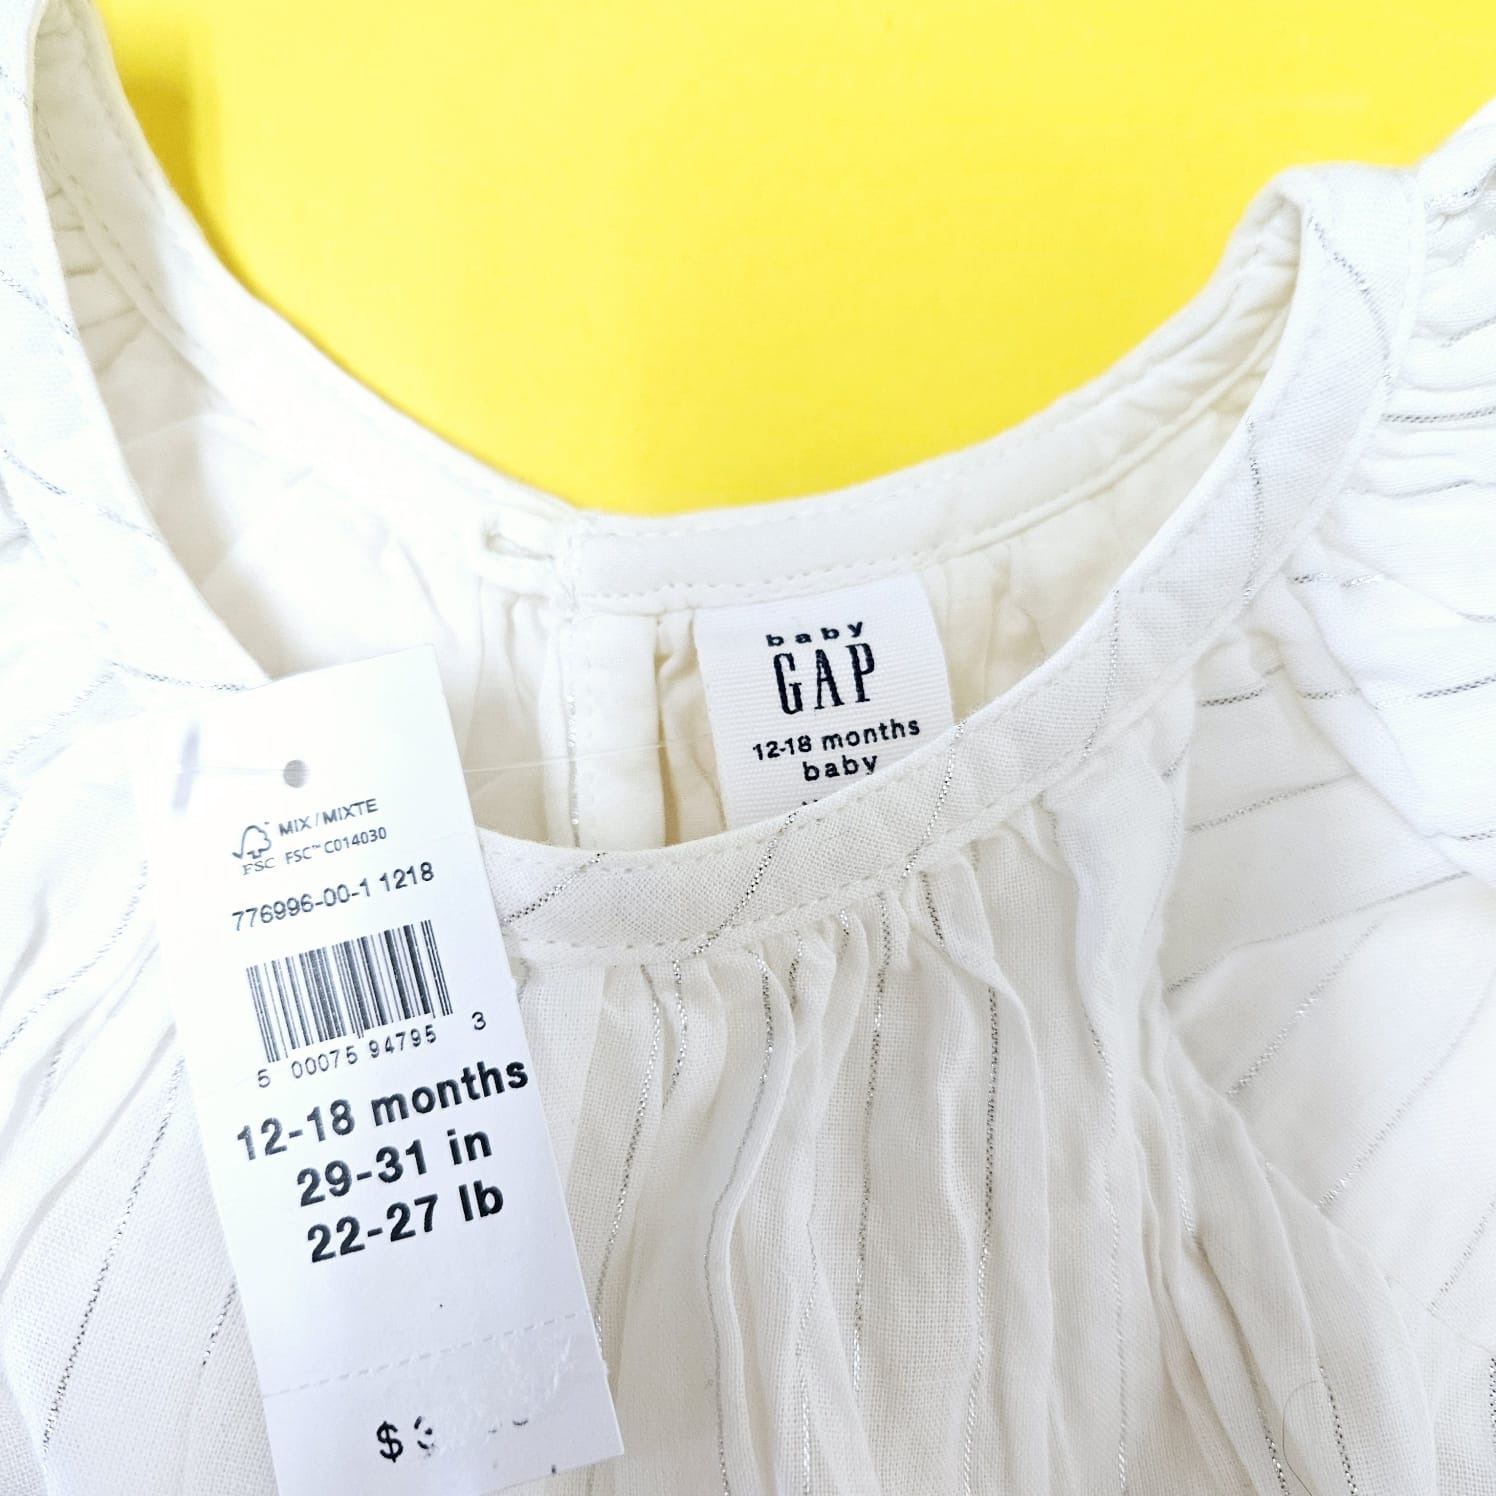 baby
GAP
12-18 months
baby
MIX/MIXTE
FSC FSC™ C014030
776996-00-1 1218
5 00075 94795 3
12-18 months
29-31 in
22-27 lb
$